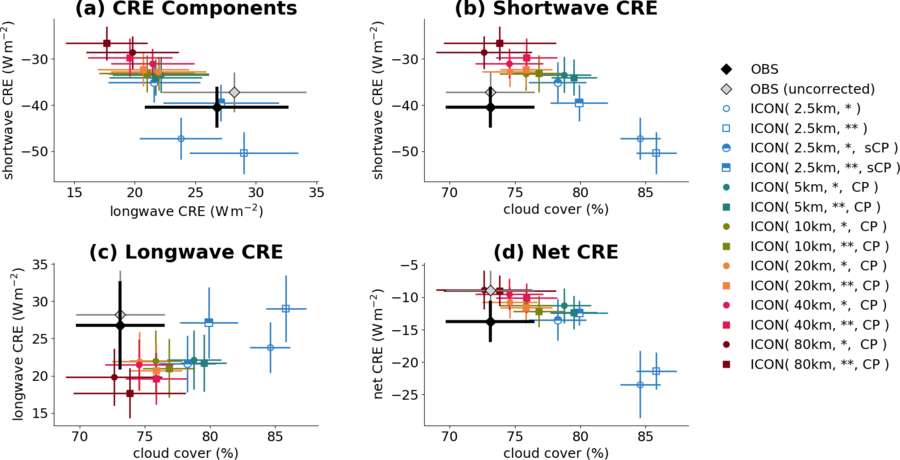 (a) CRE Components
shortwave CRE (W m−2)
−30
−40
−50
15 20 25 30 35
longwave CRE (W m−2)
(b) Shortwave CRE
shortwave CRE (W m−2)
−30
−40
−50
70 75 80 85
cloud cover (%)
(c) Longwave CRE
longwave CRE (W m−2)
35
30
25
20
15
70 75 80 85
cloud cover (%)
(d) Net CRE
net CRE (W m−2)
−5
−10
−15
−20
−25
70 75 80 85
cloud cover (%)
OBS
OBS (uncorrected)
ICON( 2.5km, * )
ICON( 2.5km, ** )
ICON( 2.5km, *, sCP )
ICON( 2.5km, **, sCP )
ICON( 5km, *, CP )
ICON( 5km, **, CP )
ICON( 10km, *, CP )
ICON( 10km, **, CP )
ICON( 20km, *, CP )
ICON( 20km, **, CP )
ICON( 40km, *, CP )
ICON( 40km, **, CP )
ICON( 80km, *, CP )
ICON( 80km, **, CP )